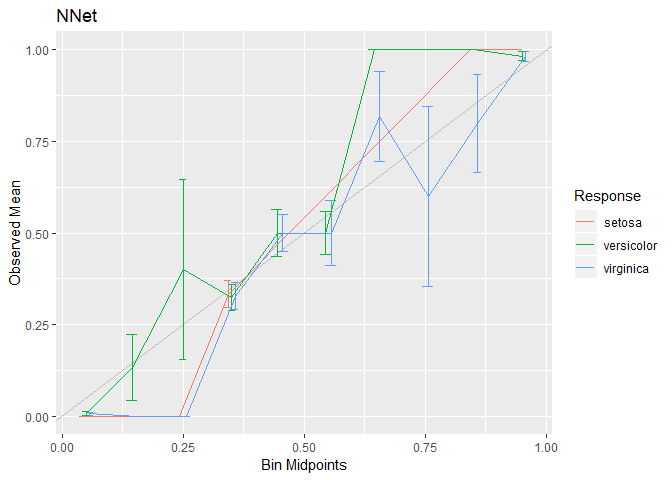 NNet
1.00
0.75
0.50
0.25
0.00
Observed Mean
0.00 0.25 0.50 0.75 1.00
Bin Midpoints
Response
setosa
versicolor
virginica